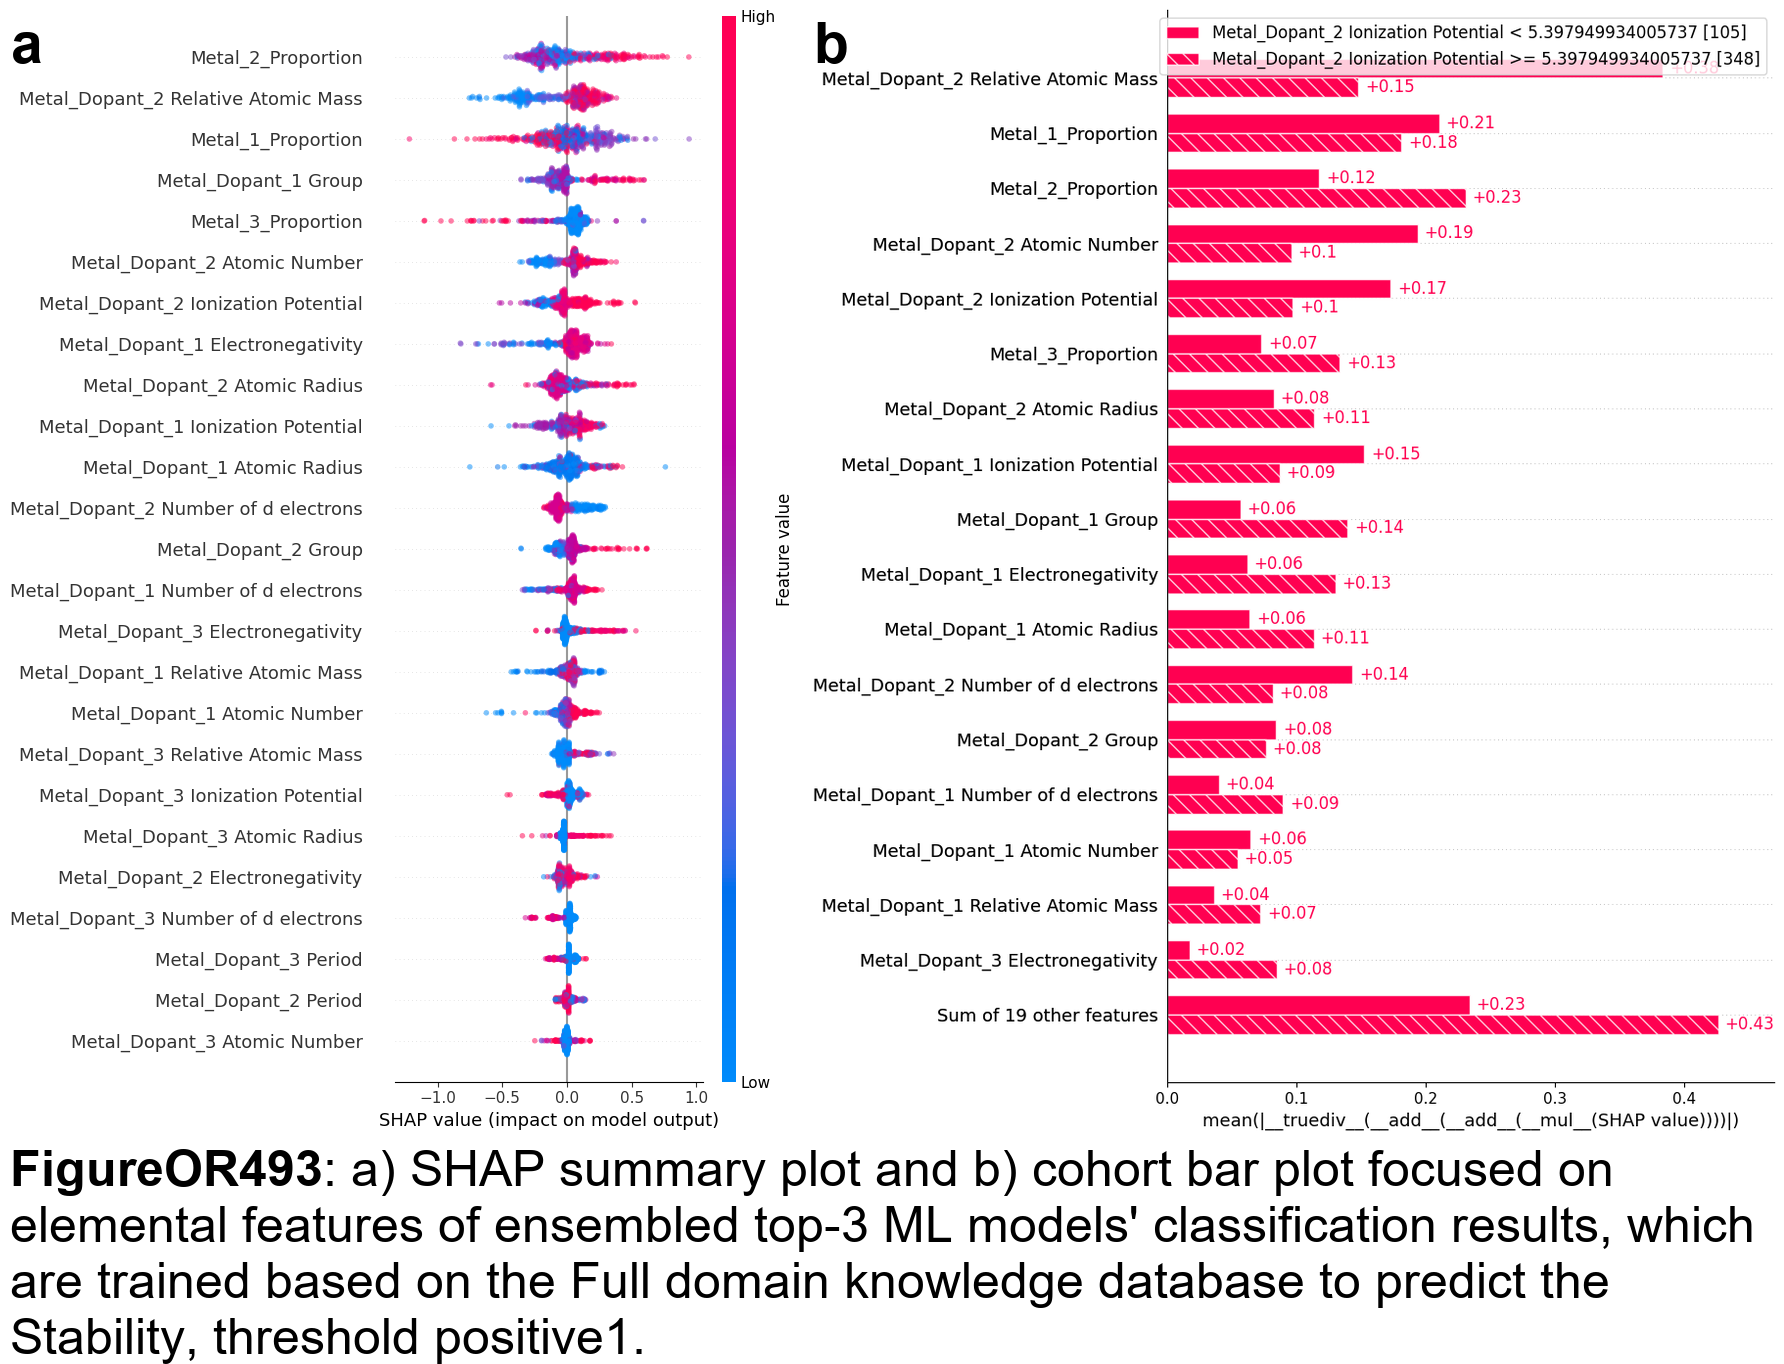 a
High
Metal_2_Proportion
Metal_Dopant_2 Relative Atomic Mass
Metal_1_Proportion
Metal_Dopant_1 Group
Metal_3_Proportion
Metal_Dopant_2 Atomic Number
Metal_Dopant_2 Ionization Potential
Metal_Dopant_1 Electronegativity
Metal_Dopant_2 Atomic Radius
Metal_Dopant_1 Ionization Potential
Metal_Dopant_1 Atomic Radius
Metal_Dopant_2 Number of d electrons
Metal_Dopant_2 Group
Metal_Dopant_1 Number of d electrons
Metal_Dopant_3 Electronegativity
Metal_Dopant_1 Relative Atomic Mass
Metal_Dopant_1 Atomic Number
Metal_Dopant_3 Relative Atomic Mass
Metal_Dopant_3 Ionization Potential
Metal_Dopant_3 Atomic Radius
Metal_Dopant_2 Electronegativity
Metal_Dopant_3 Number of d electrons
Metal_Dopant_3 Period
Metal_Dopant_2 Period
Metal_Dopant_3 Atomic Number
Low
Feature value
−1.0 −0.5 0.0 0.5 1.0
SHAP value (impact on model output)
b
Metal_Dopant_2 Ionization Potential < 5.397949934005737 [105]
Metal_Dopant_2 Ionization Potential >= 5.397949934005737 [348]
Metal_Dopant_2 Relative Atomic Mass
+0.38
+0.15
Metal_1_Proportion
+0.21
+0.18
Metal_2_Proportion
+0.12
+0.23
Metal_Dopant_2 Atomic Number
+0.19
+0.1
Metal_Dopant_2 Ionization Potential
+0.17
+0.1
Metal_3_Proportion
+0.07
+0.13
Metal_Dopant_2 Atomic Radius
+0.08
+0.11
Metal_Dopant_1 Ionization Potential
+0.15
+0.09
Metal_Dopant_1 Group
+0.06
+0.14
Metal_Dopant_1 Electronegativity
+0.06
+0.13
Metal_Dopant_1 Atomic Radius
+0.06
+0.11
Metal_Dopant_2 Number of d electrons
+0.14
+0.08
Metal_Dopant_2 Group
+0.08
+0.08
Metal_Dopant_1 Number of d electrons
+0.04
+0.09
Metal_Dopant_1 Atomic Number
+0.06
+0.05
Metal_Dopant_1 Relative Atomic Mass
+0.04
+0.07
Metal_Dopant_3 Electronegativity
+0.02
+0.08
Sum of 19 other features
+0.23
+0.43
0.0 0.1 0.2 0.3 0.4
mean(|__truediv__(__add__(__add__(__mul__(SHAP value))))|)
FigureOR493: a) SHAP summary plot and b) cohort bar plot focused on
elemental features of ensembled top-3 ML models' classification results, which
are trained based on the Full domain knowledge database to predict the
Stability, threshold positive1.